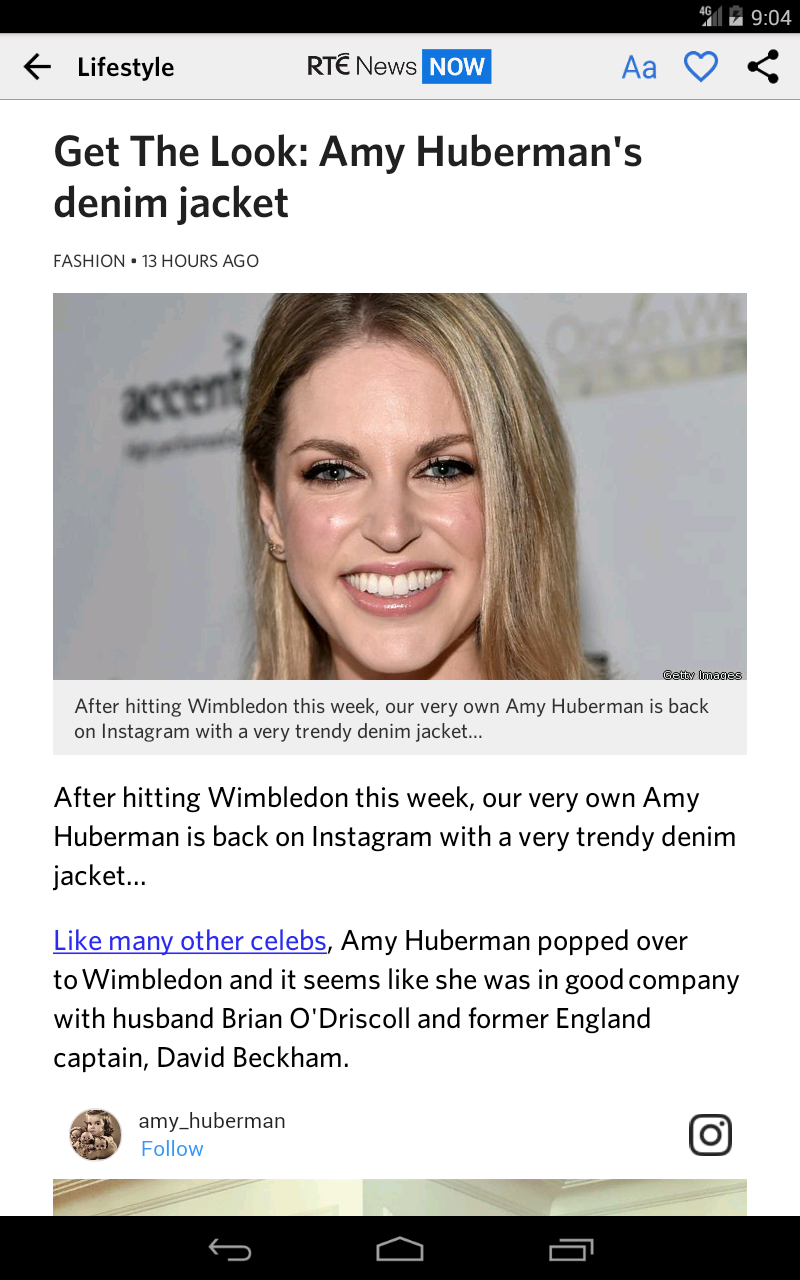 4G 9:04
Lifestyle RTÉ News NOW Aa
Get The Look: Amy Huberman's
denim jacket
FASHION • 13 HOURS AGO
accent
Getty Images
After hitting Wimbledon this week, our very own Amy Huberman is back
on Instagram with a very trendy denim jacket...
After hitting Wimbledon this week, our very own Amy
Huberman is back on Instagram with a very trendy denim
jacket...
Like many other celebs, Amy Huberman popped over
to Wimbledon and it seems like she was in good company
with husband Brian O'Driscoll and former England
captain, David Beckham.
amy_huberman
Follow